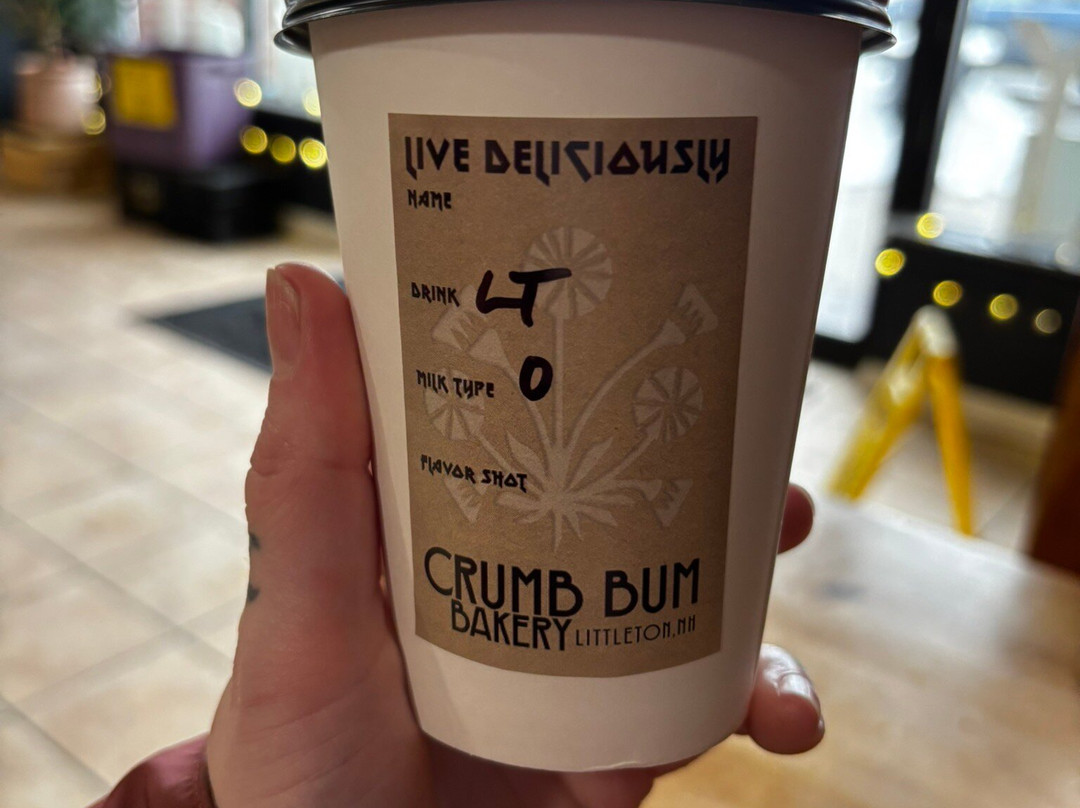 LIVE DELICIOUSLY
NAME
DRINK LT
MILK TYPE O
FLAVOR SHOT
CRUMB BUM
BAKERY LITTLETON, NH